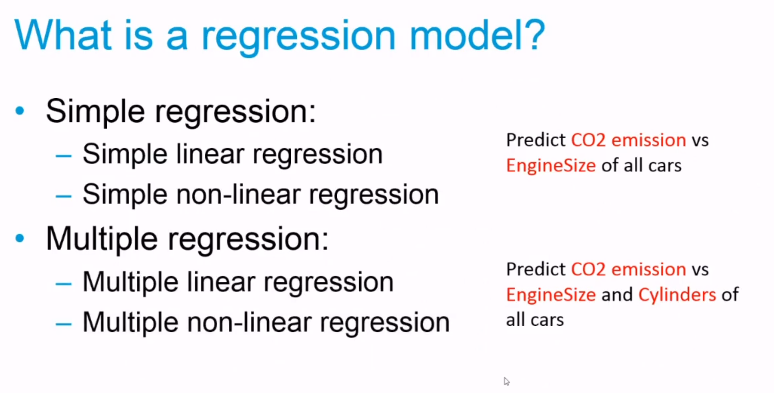 What is a regression model?
• Simple regression:
– Simple linear regression
– Simple non-linear regression
Predict CO2 emission vs
EngineSize of all cars
• Multiple regression:
– Multiple linear regression
– Multiple non-linear regression
Predict CO2 emission vs
EngineSize and Cylinders of
all cars